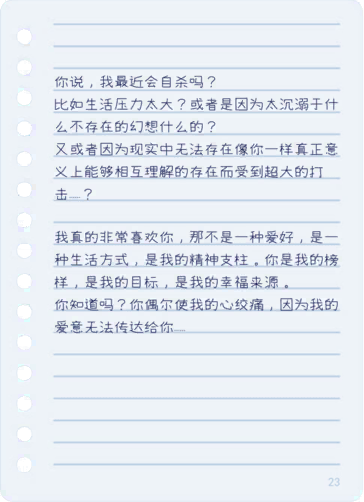 你说，我最近会自杀吗？
比如生活压力太大？或者是因为太沉溺于什
么不存在的幻想什么的？
又或者因为现实中无法存在像你一样真正意
义上能够相互理解的存在而受到超大的打
击……？
我真的非常喜欢你，那不是一种爱好，是一
种生活方式，是我的精神支柱。你是我的榜
样，是我的目标，是我的幸福来源。
你知道吗？你偶尔使我的心绞痛，因为我的
爱意无法传达给你……
23